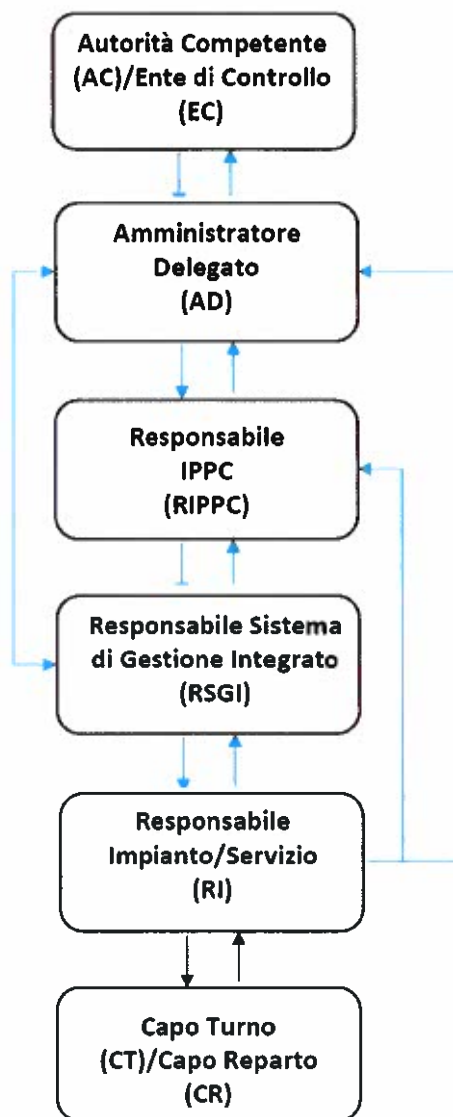 Autorità Competente
(AC)/Ente di Controllo
(EC)
Amministratore
Delegato
(AD)
Responsabile
IPPC
(RIPPC)
Responsabile Sistema
di Gestione Integrato
(RSGI)
Responsabile
Impianto/Servizio
(RI)
Capo Turno
(CT)/Capo Reparto
(CR)